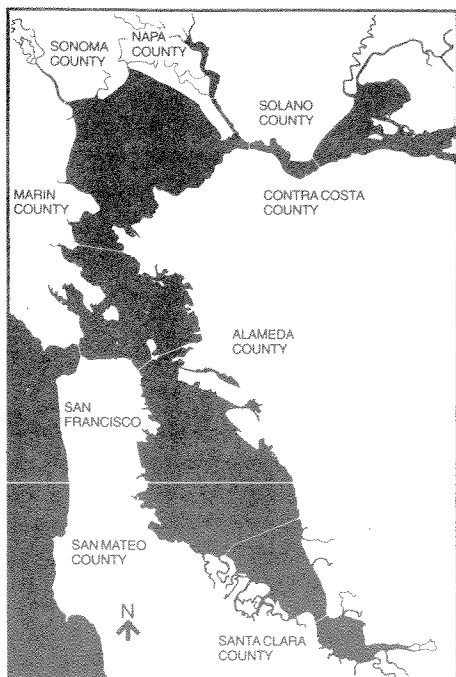 SONOMA
COUNTY
NAPA
COUNTY
SOLANO
COUNTY
MARIN
COUNTY
CONTRA COSTA
COUNTY
ALAMEDA
COUNTY
SAN
FRANCISCO
SAN MATEO
COUNTY
N
SANTA CLARA
COUNTY